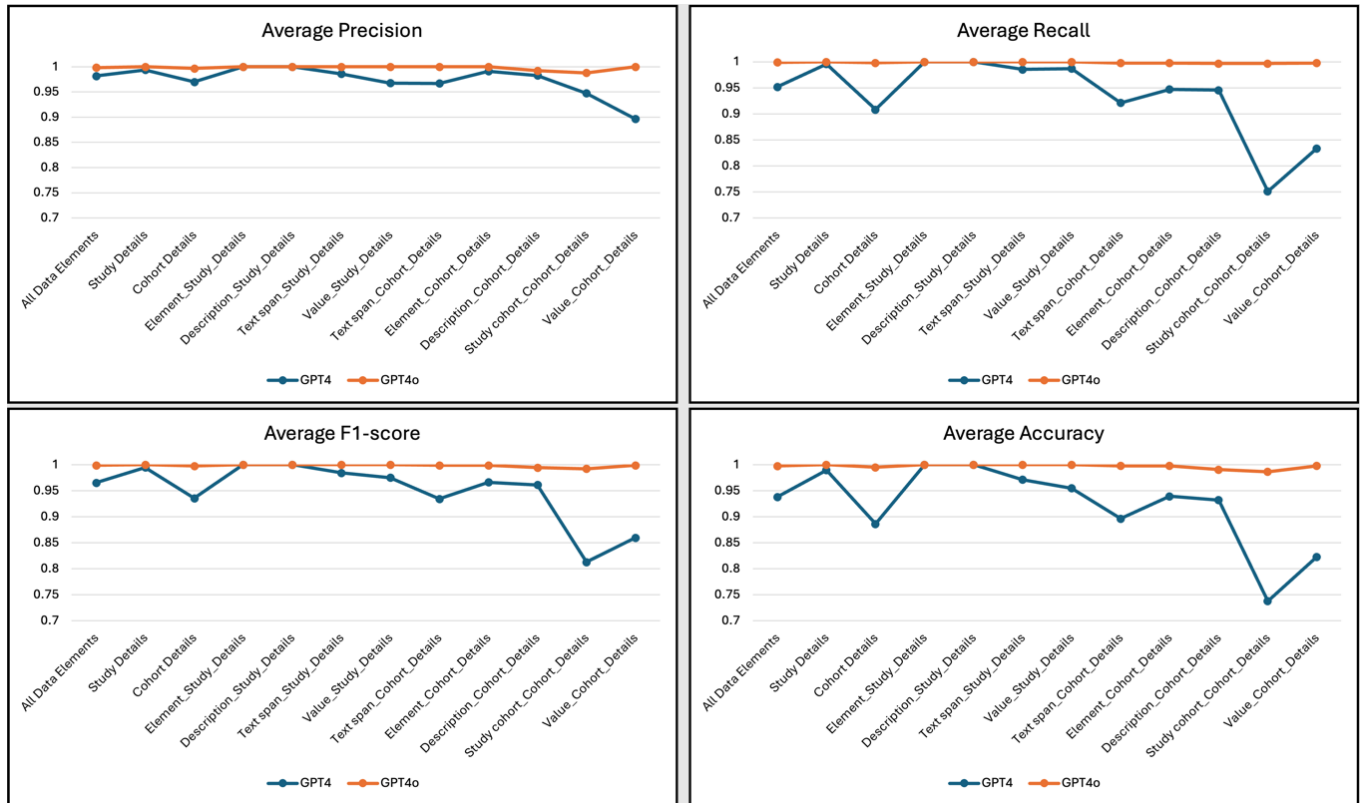 Average Precision
1
0.95
0.9
0.85
0.8
0.75
0.7
All Data Elements
Study Details
Cohort Details
Element_Study_Details
Description_Study_Details
Text span_Study_Details
Value_Study_Details
Text span_Cohort_Details
Element_Cohort_Details
Description_Cohort_Details
Study cohort_Cohort_Details
Value_Cohort_Details
GPT4 GPT4o
Average Recall
1
0.95
0.9
0.85
0.8
0.75
0.7
All Data Elements
Study Details
Cohort Details
Element_Study_Details
Description_Study_Details
Text span_Study_Details
Value_Study_Details
Text span_Cohort_Details
Element_Cohort_Details
Description_Cohort_Details
Study cohort_Cohort_Details
Value_Cohort_Details
GPT4 GPT4o
Average F1-score
1
0.95
0.9
0.85
0.8
0.75
0.7
All Data Elements
Study Details
Cohort Details
Element_Study_Details
Description_Study_Details
Text span_Study_Details
Value_Study_Details
Text span_Cohort_Details
Element_Cohort_Details
Description_Cohort_Details
Study cohort_Cohort_Details
Value_Cohort_Details
GPT4 GPT4o
Average Accuracy
1
0.95
0.9
0.85
0.8
0.75
0.7
All Data Elements
Study Details
Cohort Details
Element_Study_Details
Description_Study_Details
Text span_Study_Details
Value_Study_Details
Text span_Cohort_Details
Element_Cohort_Details
Description_Cohort_Details
Study cohort_Cohort_Details
Value_Cohort_Details
GPT4 GPT4o